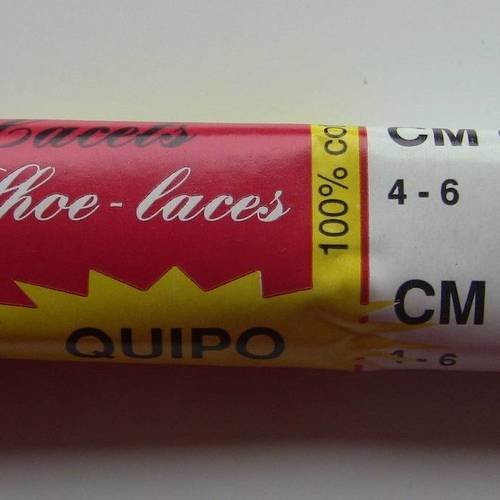 Lacets
Shoe-laces
QUIPO
100% CO
CM
4 - 6
CM
4 - 6